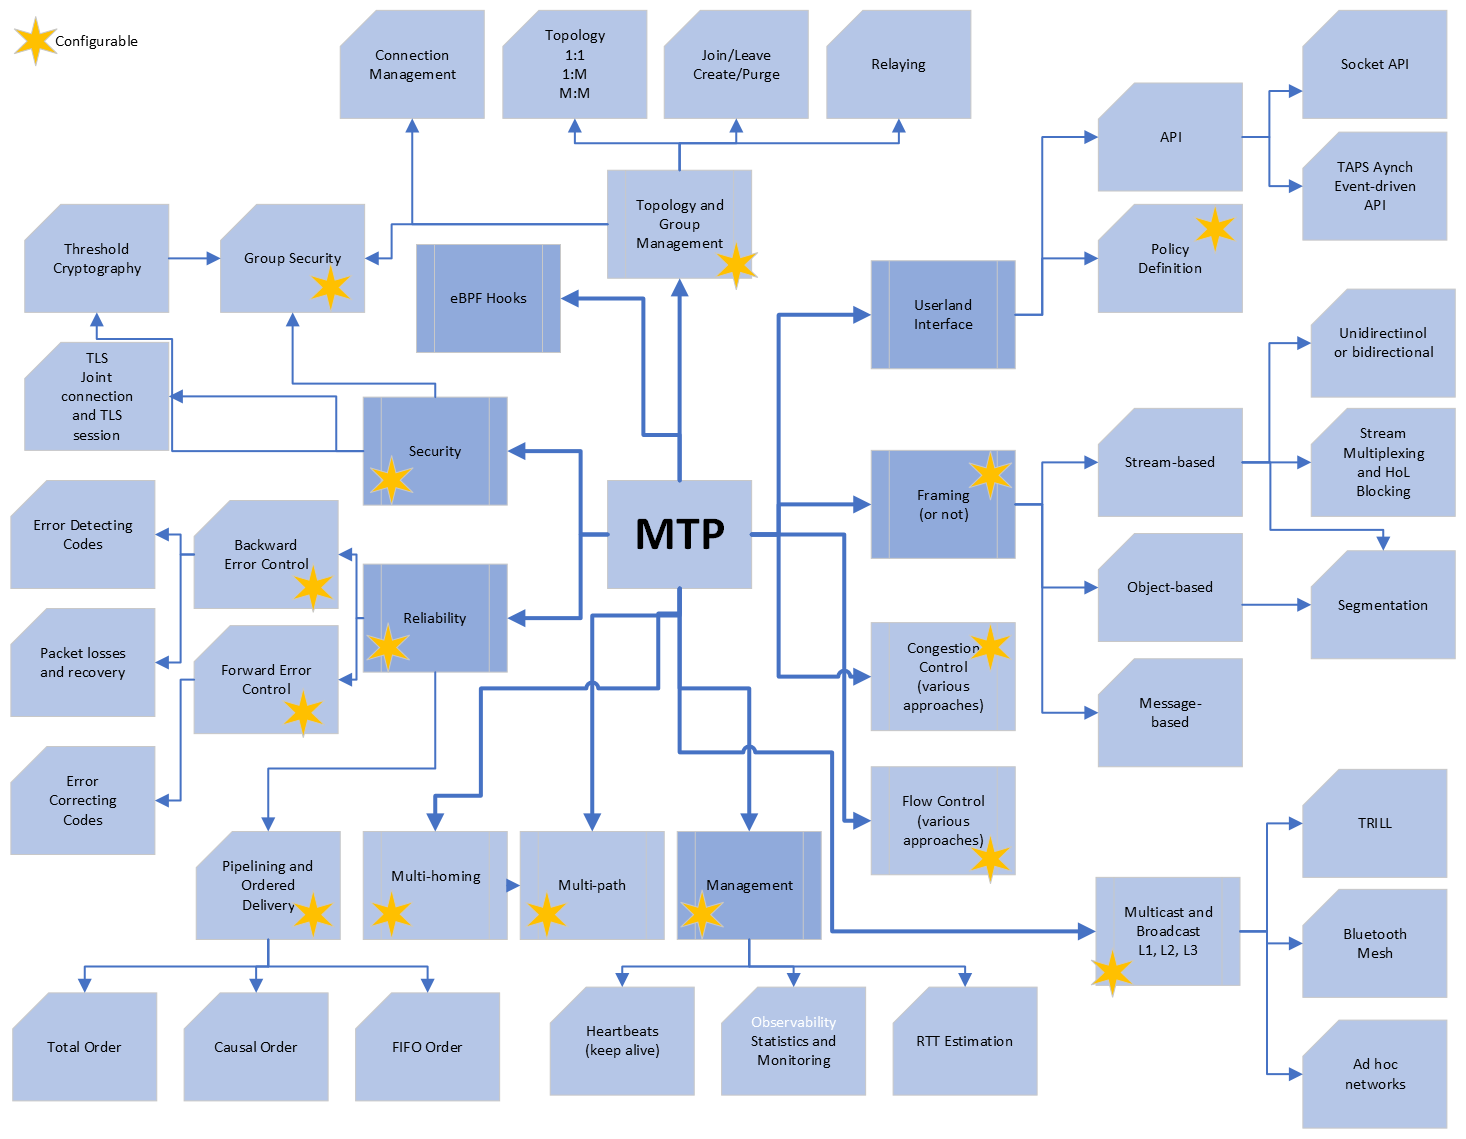 Configurable
Connection
Management
Topology
1:1
1:M
M:M
Join/Leave
Create/Purge
Relaying
Socket API
API
TAPS Aynch
Event-driven
API
Topology and
Group
Management
Threshold
Cryptography
Group Security
Policy
Definition
eBPF Hooks
Userland
Interface
Unidirectiınol
or bidirectional
TLS
Joint
connection
and TLS
session
Security
Stream-based
Stream
Multiplexing
and HoL
Blocking
Framing
(or not)
MTP
Error Detecting
Codes
Backward
Error Control
Object-based
Segmentation
Reliability
Packet losses
and recovery
Forward Error
Control
Congestion
Control
(various
approaches)
Message-
based
Error
Correcting
Codes
Flow Control
(various
approaches)
TRILL
Pipelining and
Ordered
Delivery
Multi-homing
Multi-path
Management
Multicast and
Broadcast
L1, L2, L3
Bluetooth
Mesh
Total Order
Causal Order
FIFO Order
Heartbeats
(keep alive)
Observability
Statistics and
Monitoring
RTT Estimation
Ad hoc
networks